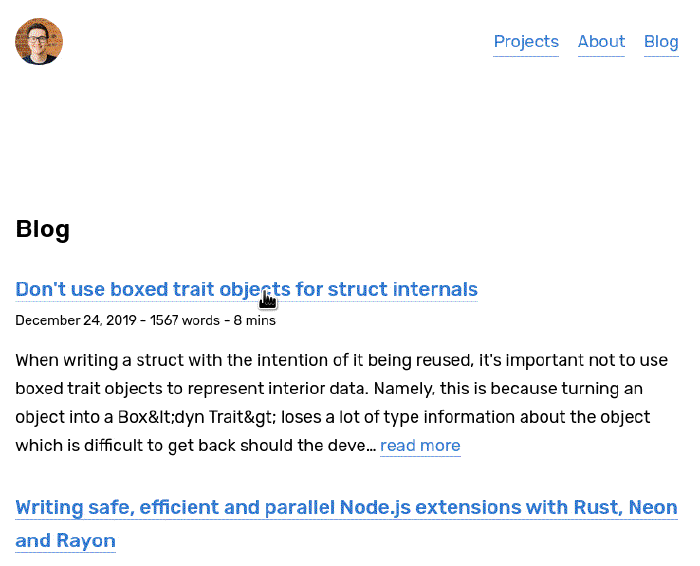 Projects About Blog
Blog
Don't use boxed trait objects for struct internals
December 24, 2019 - 1567 words - 8 mins
When writing a struct with the intention of it being reused, it's important not to use
boxed trait objects to represent interior data. Namely, this is because turning an
object into a Box&lt;dyn Trait&gt; loses a lot of type information about the object
which is difficult to get back should the deve... read more
Writing safe, efficient and parallel Node.js extensions with Rust, Neon
and Rayon